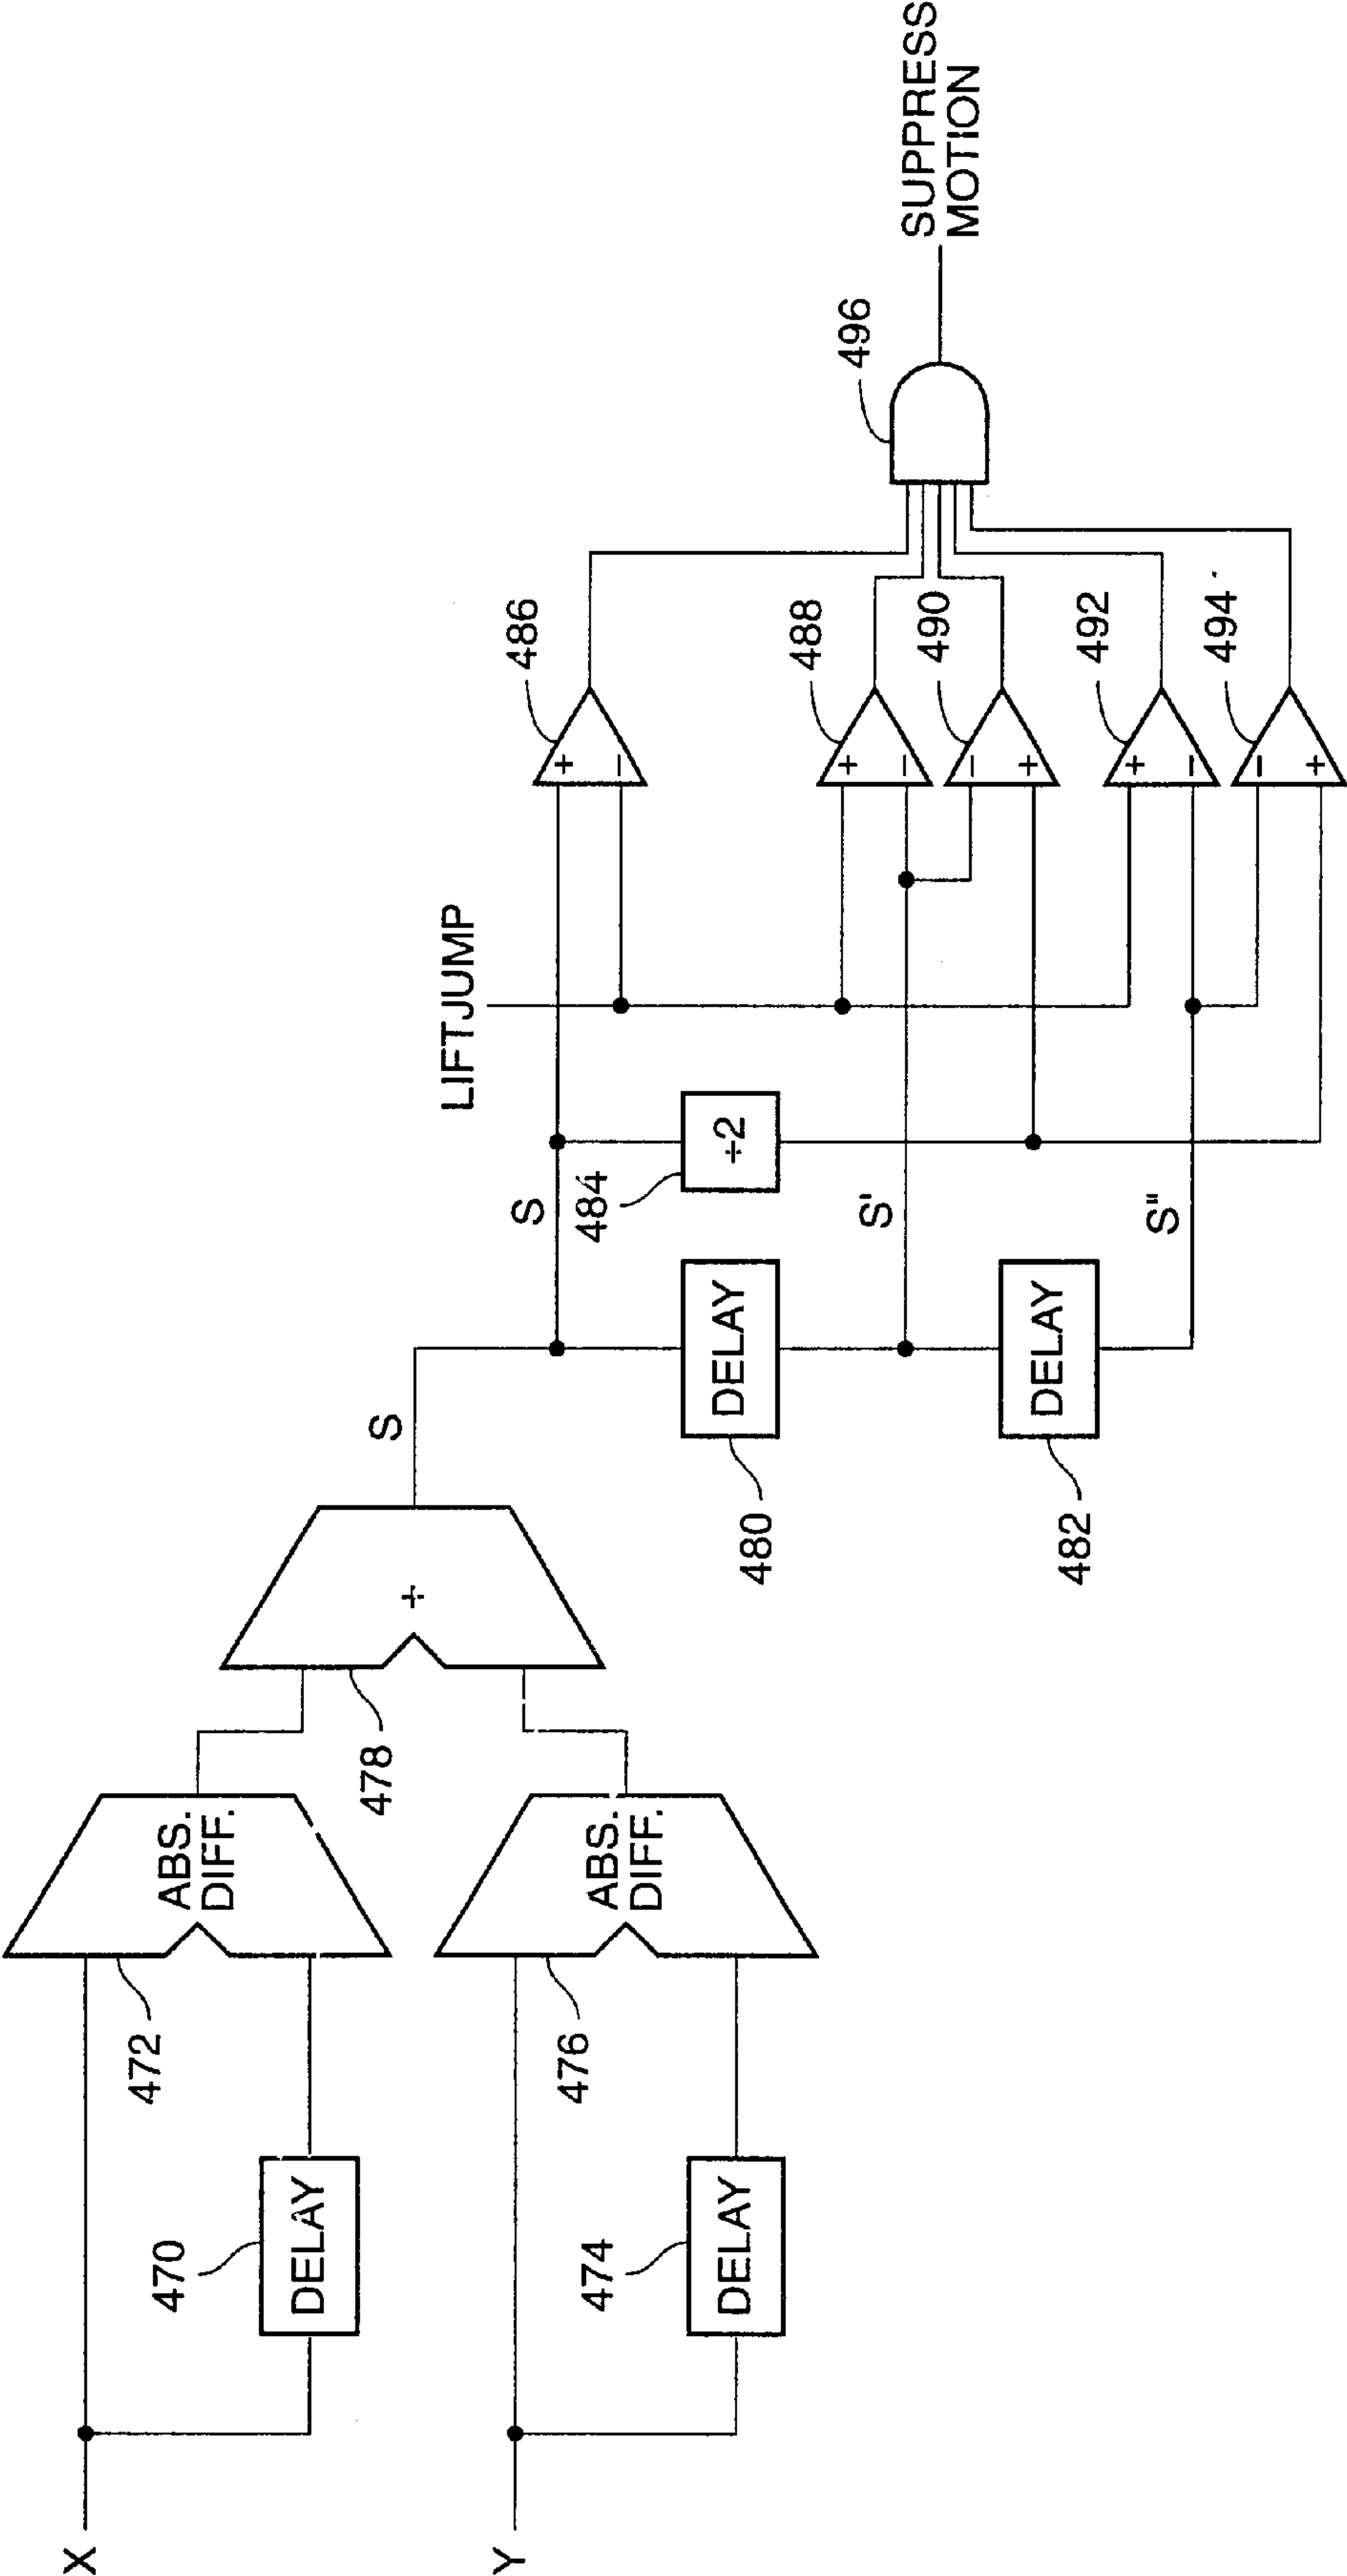 X
470
DELAY
472
ABS.
DIFF.
Y
474
DELAY
476
ABS.
DIFF.
478
+
S
480
DELAY
482
DELAY
S
484
÷2
S'
S"
LIFTJUMP
486
+
−
488
+
−
490
−
+
492
+
−
494
−
+
496
SUPPRESS
MOTION